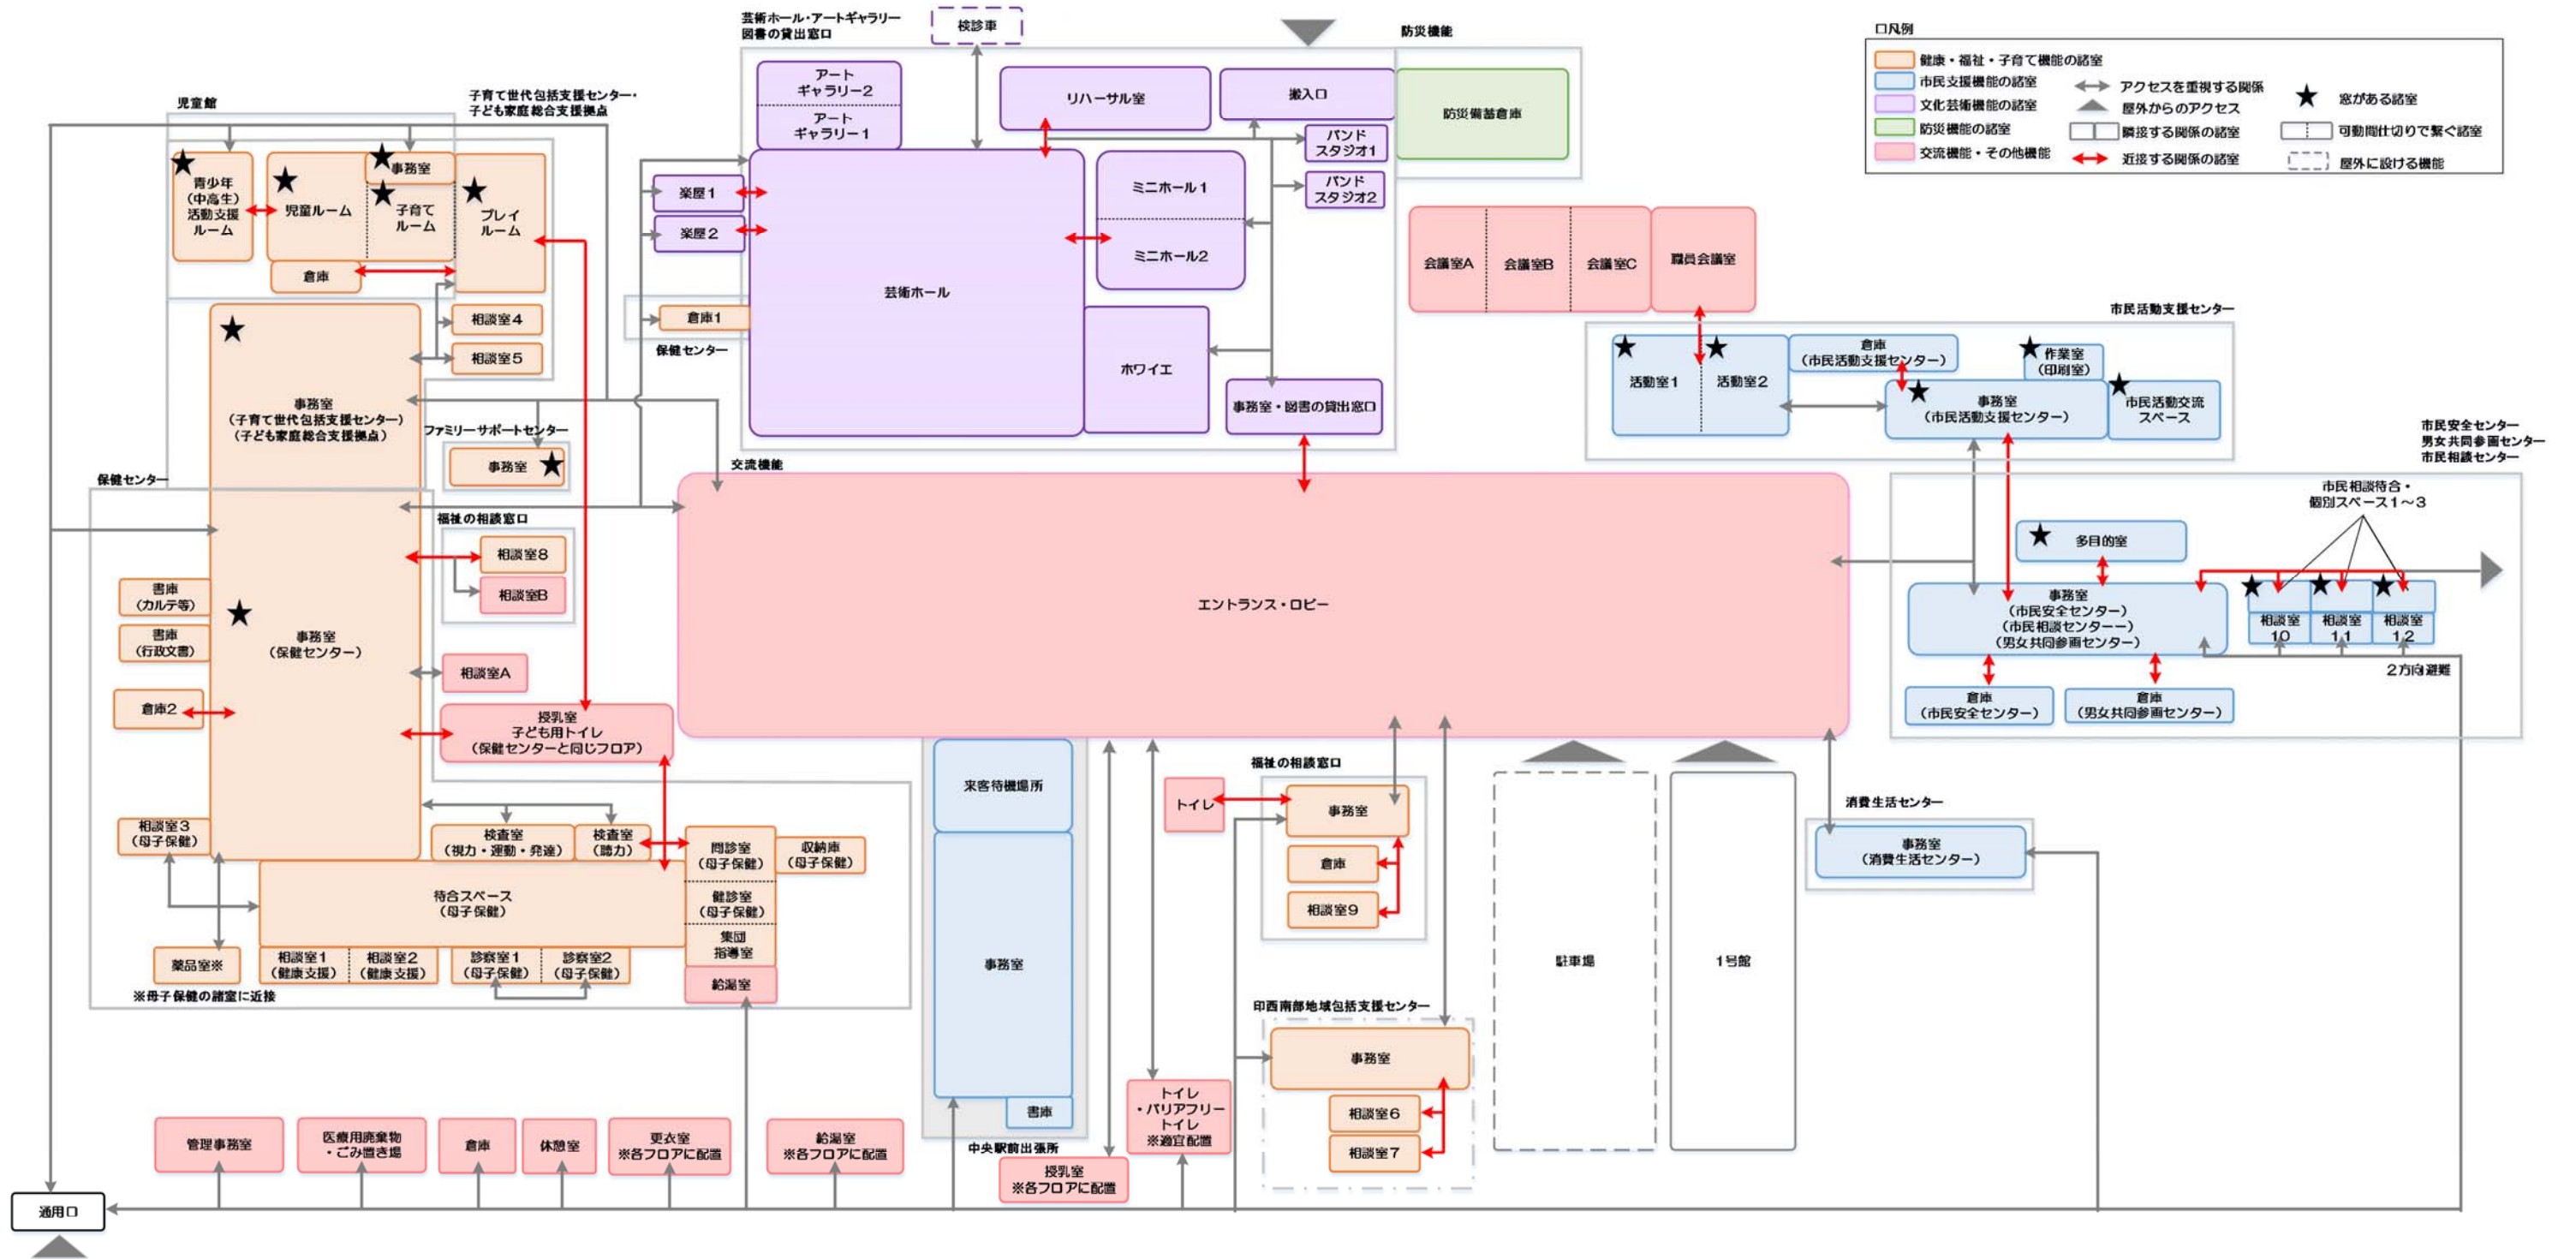 芸術ホール・アートギャラリー
図書の貸出窓口
検診車
防災機能
口凡例
健康・福祉・子育て機能の諸室
市民支援機能の諸室
文化芸術機能の諸室
防災機能の諸室
交流機能・その他機能
アクセスを重視する関係
屋外からのアクセス
隣接する関係の諸室
近接する関係の諸室
窓がある諸室
可動間仕切りで繋ぐ諸室
屋外に設ける機能
児童館
子育て世代包括支援センター・
子ども家庭総合支援拠点
青少年
（中高生）
活動支援
ルーム
児童ルーム
事務室
子育て
ルーム
プレイ
ルーム
倉庫
相談室4
相談室5
事務室
（子育て世代包括支援センター）
（子ども家庭総合支援拠点）
ファミリーサポートセンター
事務室
アート
ギャラリー2
アート
ギャラリー1
リハーサル室
搬入口
防災備蓄倉庫
バンド
スタジオ1
バンド
スタジオ2
楽屋1
楽屋2
ミニホール1
ミニホール2
芸術ホール
倉庫1
保健センター
ホワイエ
事務室・図書の貸出窓口
会議室A
会議室B
会議室C
職員会議室
市民活動支援センター
活動室1
活動室2
倉庫
（市民活動支援センター）
作業室
（印刷室）
事務室
（市民活動支援センター）
市民活動交流
スペース
市民安全センター
男女共同参画センター
市民相談センター
市民相談待合・
個別スペース1～3
多目的室
事務室
（市民安全センター）
（市民相談センターー）
（男女共同参画センター）
相談室
10
相談室
11
相談室
12
2方向避難
倉庫
（市民安全センター）
倉庫
（男女共同参画センター）
交流機能
エントランス・ロビー
保健センター
福祉の相談窓口
相談室8
相談室B
書庫
（カルテ等）
書庫
（行政文書）
事務室
（保健センター）
相談室A
倉庫2
授乳室
子ども用トイレ
（保健センターと同じフロア）
相談室3
（母子保健）
検査室
（視力・運動・発達）
検査室
（聴力）
問診室
（母子保健）
収納庫
（母子保健）
待合スペース
（母子保健）
健診室
（母子保健）
集団
指導室
薬品室※
相談室1
（健康支援）
相談室2
（健康支援）
診察室1
（母子保健）
診察室2
（母子保健）
給湯室
※母子保健の諸室に近接
来客待機場所
事務室
書庫
中央駅前出張所
トイレ
福祉の相談窓口
事務室
倉庫
相談室9
印西南部地域包括支援センター
事務室
相談室6
相談室7
駐車場
1号館
消費生活センター
事務室
（消費生活センター）
管理事務室
医療用廃棄物
・ごみ置き場
倉庫
休憩室
更衣室
※各フロアに配置
給湯室
※各フロアに配置
授乳室
※各フロアに配置
トイレ
・バリアフリー
トイレ
※適宜配置
通用口